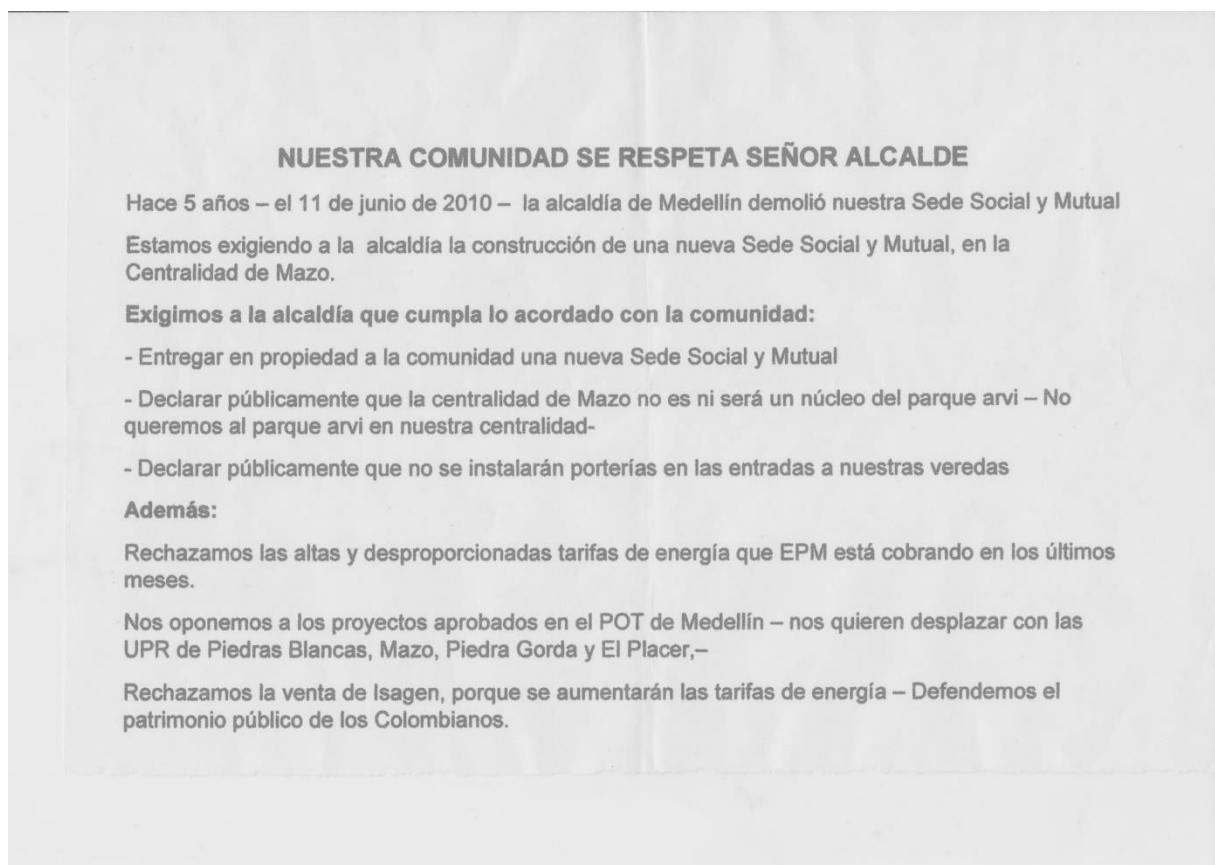 NUESTRA COMUNIDAD SE RESPETA SEÑOR ALCALDE
Hace 5 años – el 11 de junio de 2010 – la alcaldía de Medellín demolió nuestra Sede Social y Mutual
Estamos exigiendo a la alcaldía la construcción de una nueva Sede Social y Mutual, en la
Centralidad de Mazo.
Exigimos a la alcaldía que cumpla lo acordado con la comunidad:
- Entregar en propiedad a la comunidad una nueva Sede Social y Mutual
- Declarar públicamente que la centralidad de Mazo no es ni será un núcleo del parque arvi – No
queremos al parque arvi en nuestra centralidad-
- Declarar públicamente que no se instalarán porterías en las entradas a nuestras veredas
Además:
Rechazamos las altas y desproporcionadas tarifas de energía que EPM está cobrando en los últimos
meses.
Nos oponemos a los proyectos aprobados en el POT de Medellín – nos quieren desplazar con las
UPR de Piedras Blancas, Mazo, Piedra Gorda y El Placer,–
Rechazamos la venta de Isagen, porque se aumentarán las tarifas de energía – Defendemos el
patrimonio público de los Colombianos.